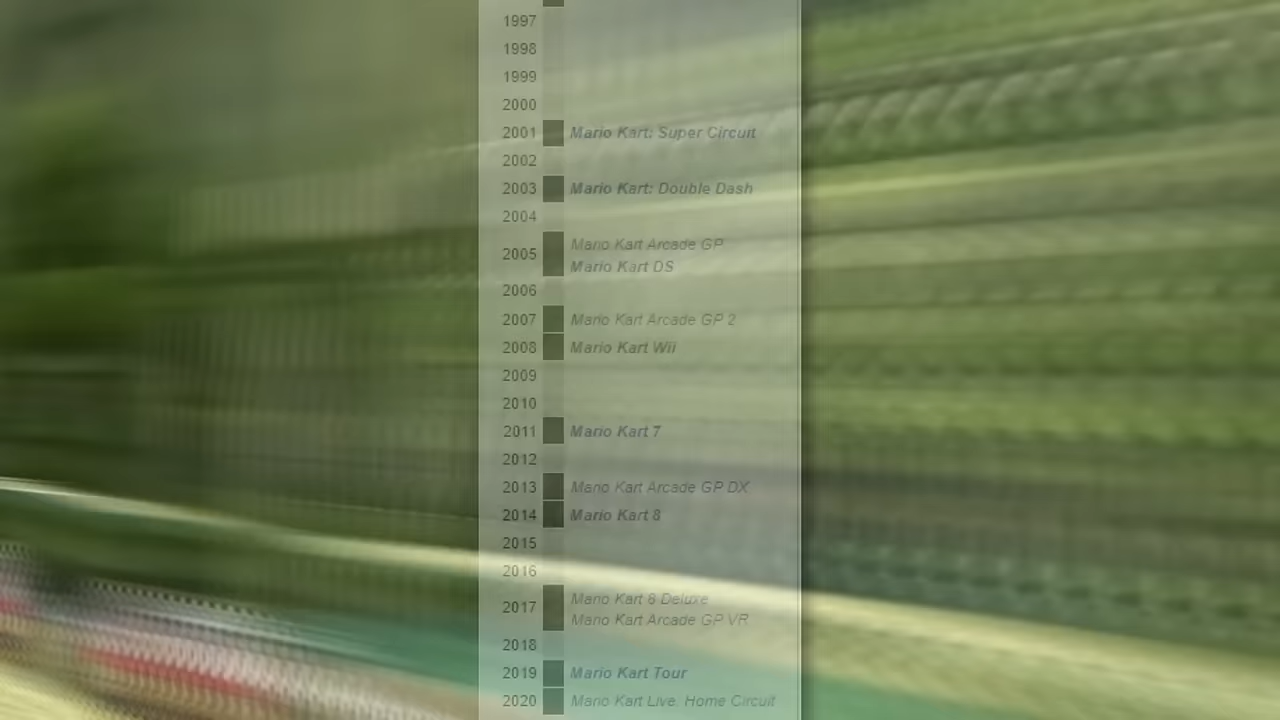 1997
1998
1999
2000
2001 Mario Kart: Super Circuit
2002
2003 Mario Kart: Double Dash
2004
2005 Mario Kart Arcade GP
Mario Kart DS
2006
2007 Mario Kart Arcade GP 2
2008 Mario Kart Wii
2009
2010
2011 Mario Kart 7
2012
2013 Mario Kart Arcade GP DX
2014 Mario Kart 8
2015
2016
2017 Mario Kart 8 Deluxe
Mario Kart Arcade GP VR
2018
2019 Mario Kart Tour
2020 Mario Kart Live: Home Circuit